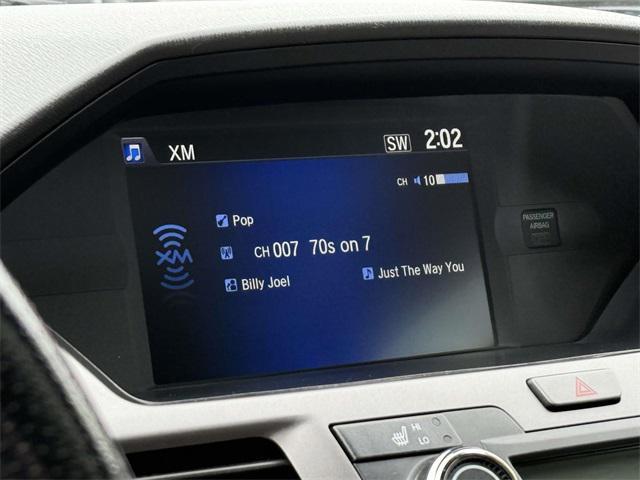 XM SW 2:02
CH 10
Pop
PASSENGER
AIRBAG
CH 007 70s on 7
XM
Billy Joel Just The Way You
HI
LO